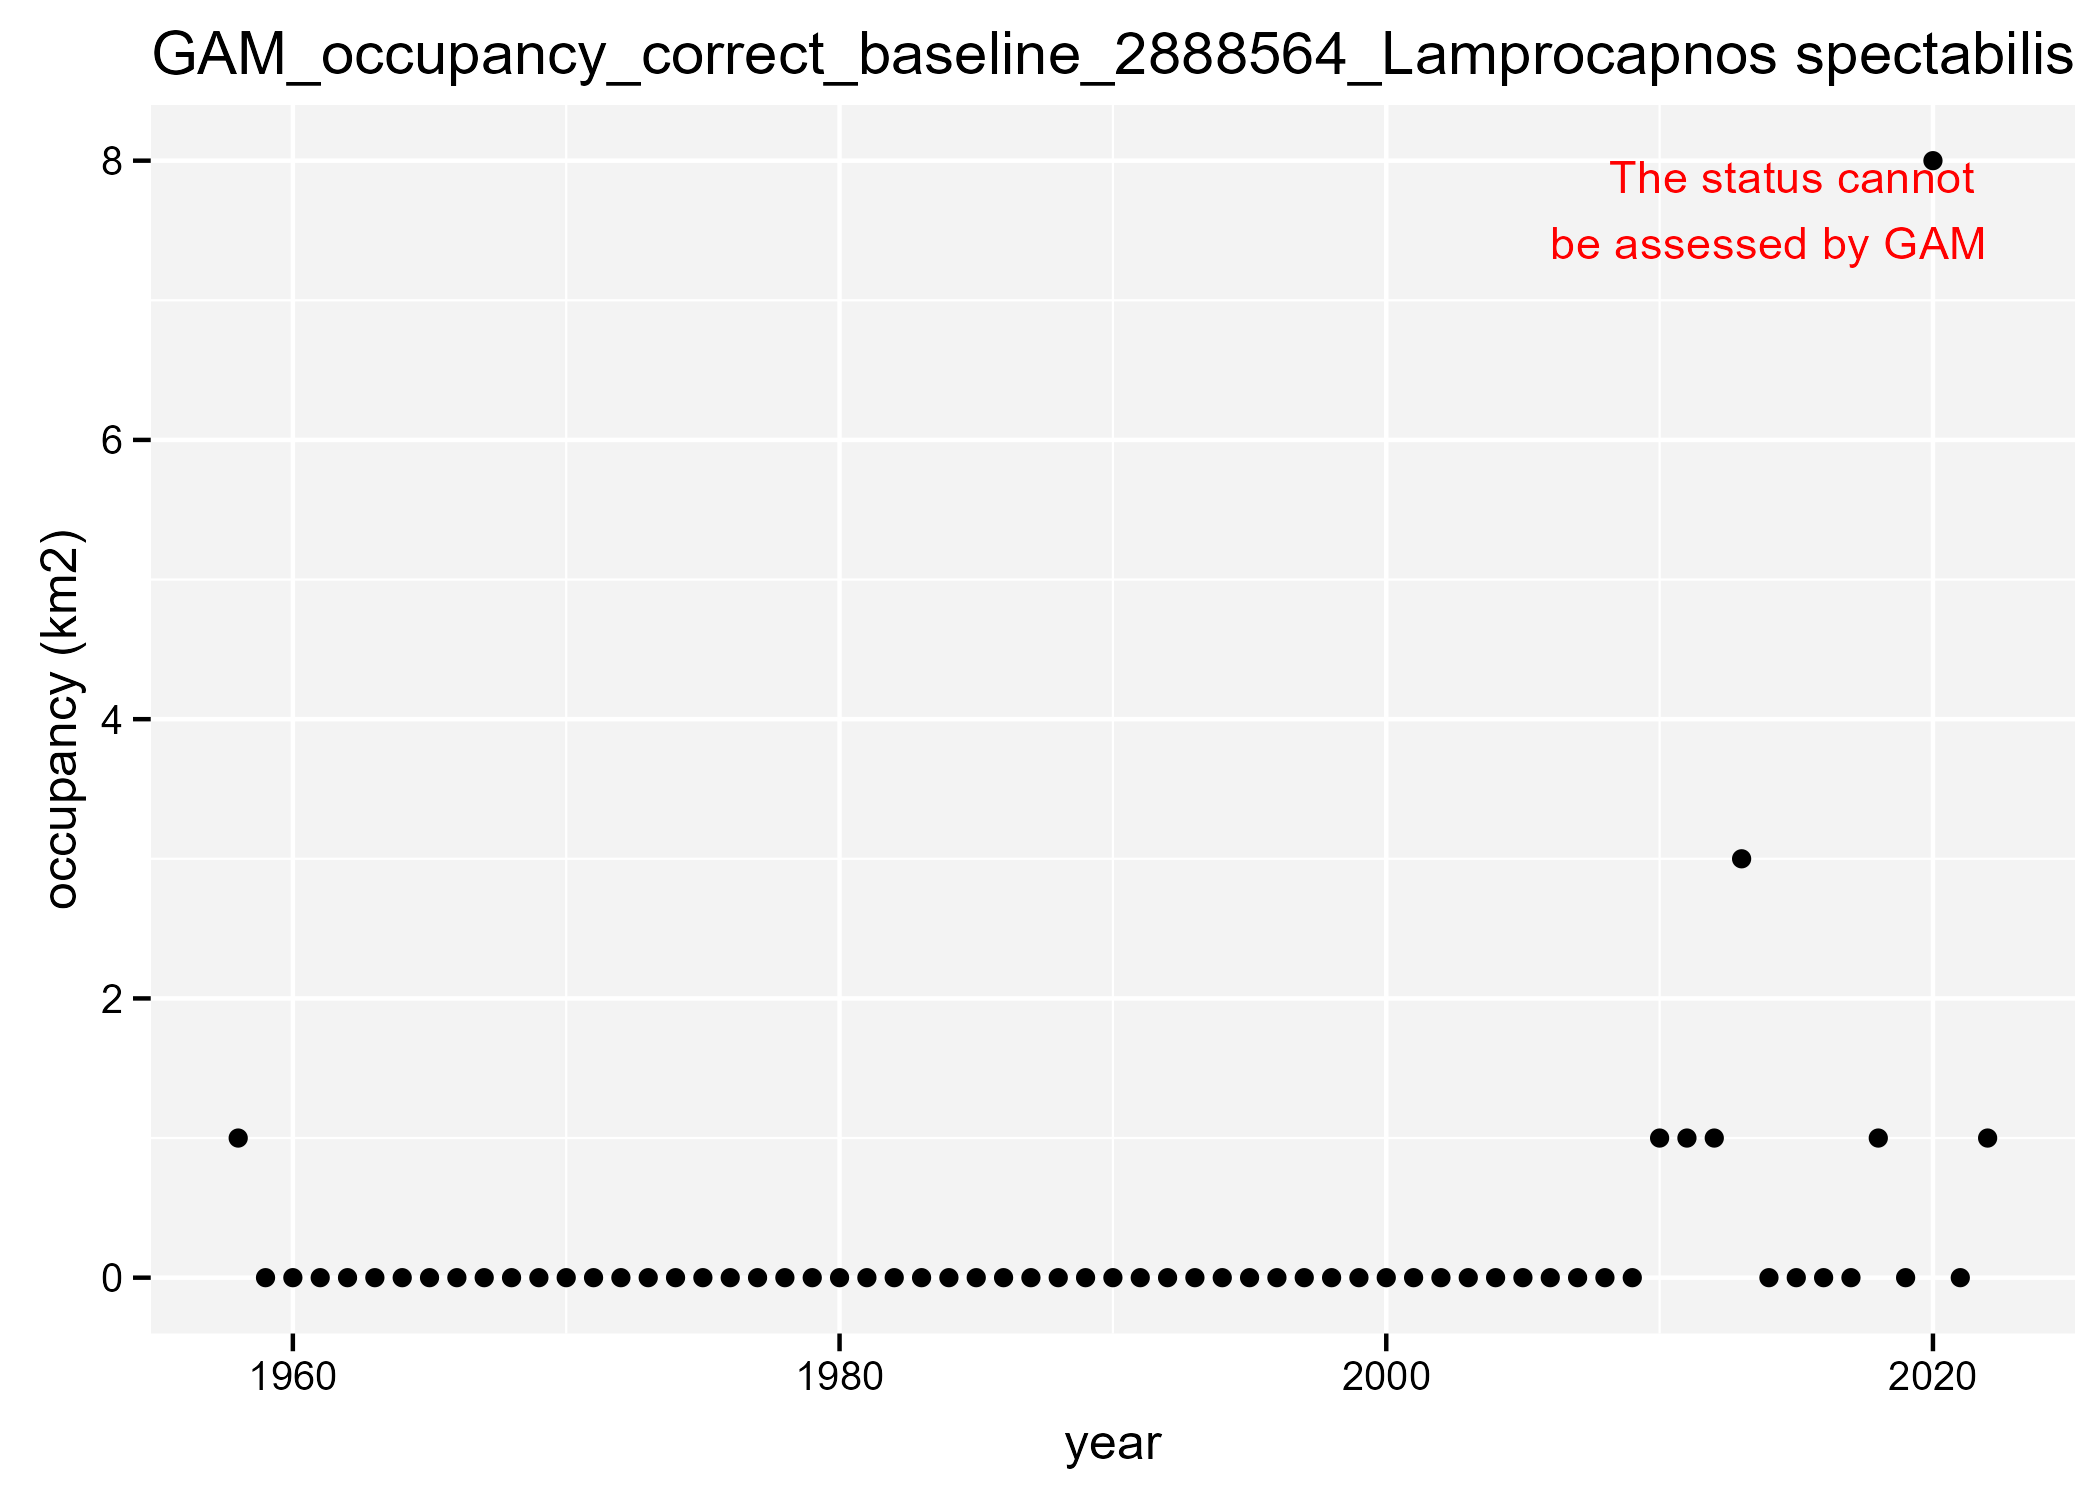 GAM_occupancy_correct_baseline_2888564_Lamprocapnos spectabilis
8
The status cannot
be assessed by GAM
6
occupancy (km2)
4
2
0
1960 1980 2000 2020
year